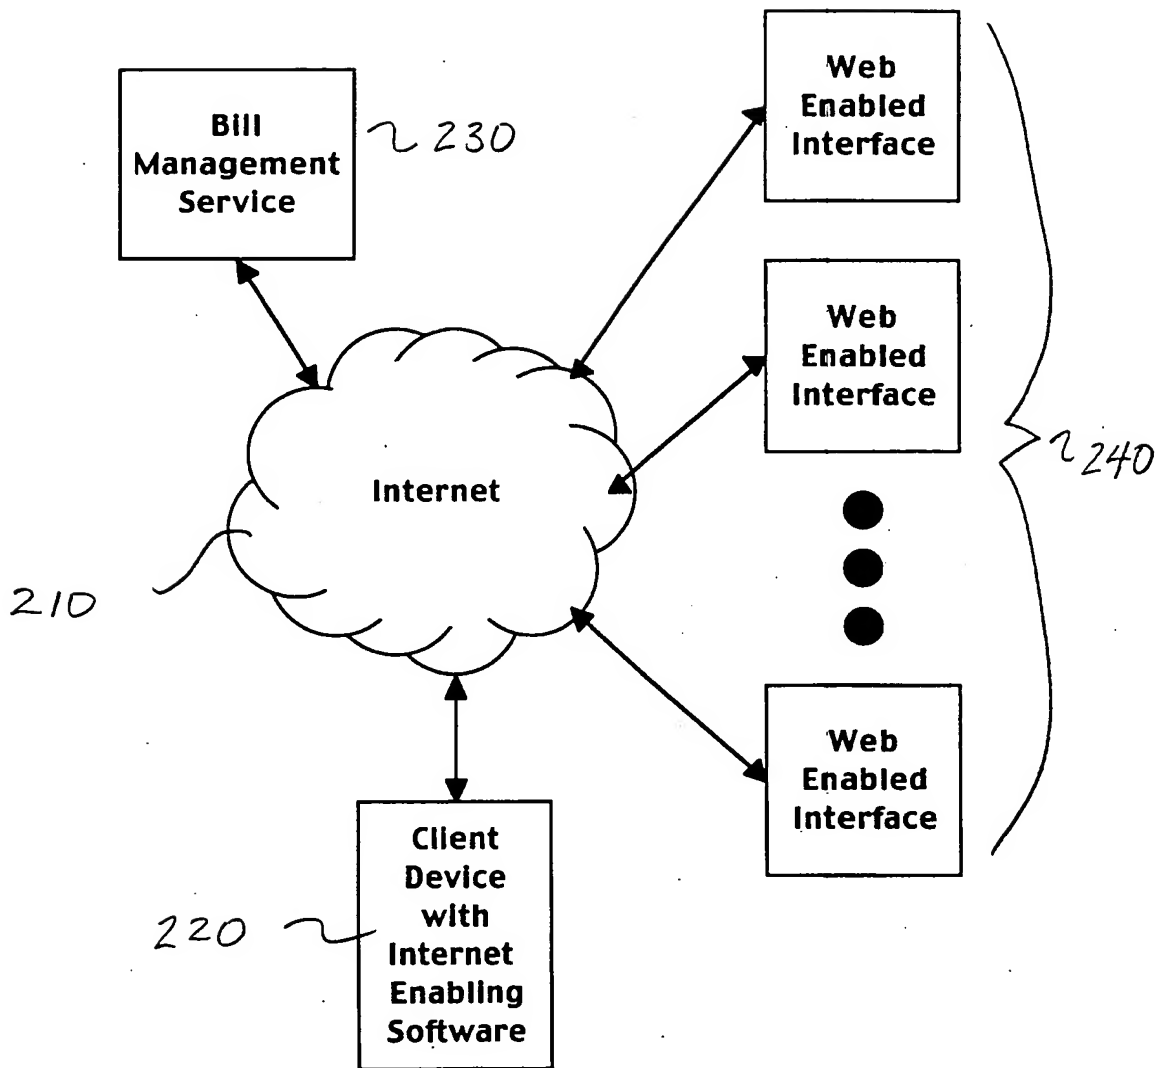 Bill
Management
Service
230
Web
Enabled
Interface
Web
Enabled
Interface
240
Internet
210
Web
Enabled
Interface
Client
Device
with
Internet
Enabling
Software
220